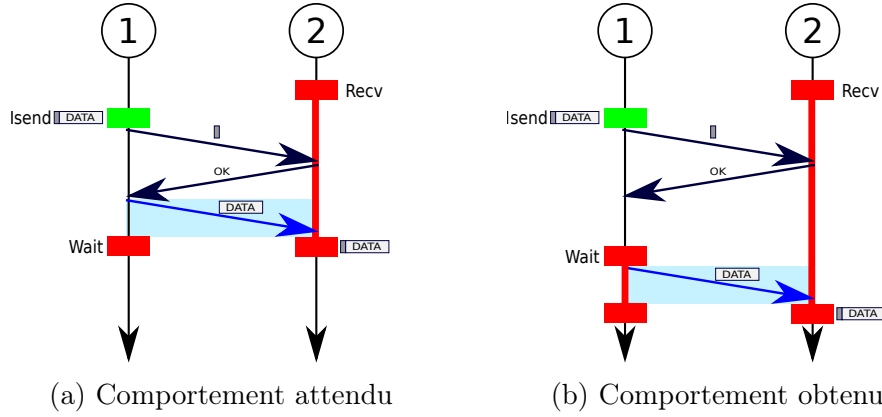 1
2
Recv
Isend
DATA
OK
DATA
Wait
DATA
(a) Comportement attendu
1
2
Recv
Isend
DATA
OK
Wait
DATA
DATA
(b) Comportement obtenu